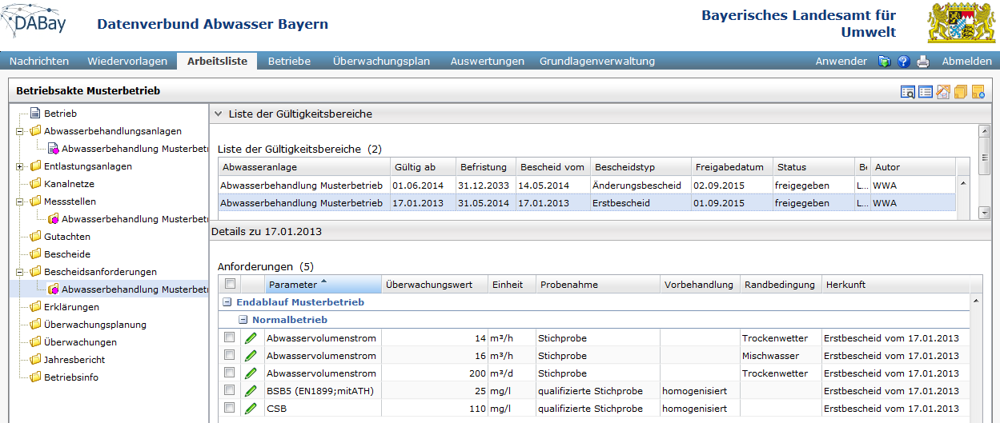 DABay
Datenverbund Abwasser Bayern
Bayerisches Landesamt für
Umwelt
Nachrichten Wiedervorlagen Arbeitsliste Betriebe Überwachungsplan Auswertungen Grundlagenverwaltung Anwender Abmelden
Betriebsakte Musterbetrieb
Betrieb
Abwasserbehandlungsanlagen
Abwasserbehandlung Musterbetr
Entlastungsanlagen
Kanalnetze
Messstellen
Abwasserbehandlung Musterbetr
Gutachten
Bescheide
Bescheidsanforderungen
Abwasserbehandlung Musterbetr
Erklärungen
Überwachungsplanung
Überwachungen
Jahresbericht
Betriebsinfo
Liste der Gültigkeitsbereiche
Liste der Gültigkeitsbereiche (2)
Abwasseranlage Gültig ab Befristung Bescheid vom Bescheidstyp Freigabedatum Status Be Autor
Abwasserbehandlung Musterbetrieb 01.06.2014 31.12.2033 14.05.2014 Änderungsbescheid 02.09.2015 freigegeben L... WWA
Abwasserbehandlung Musterbetrieb 17.01.2013 31.05.2014 17.01.2013 Erstbescheid 01.09.2015 freigegeben L... WWA
Details zu 17.01.2013
Anforderungen (5)
Parameter Überwachungswert Einheit Probenahme Vorbehandlung Randbedingung Herkunft
Endablauf Musterbetrieb
Normalbetrieb
Abwasservolumenstrom 14 m³/h Stichprobe Trockenwetter Erstbescheid vom 17.01.2013
Abwasservolumenstrom 16 m³/h Stichprobe Mischwasser Erstbescheid vom 17.01.2013
Abwasservolumenstrom 200 m³/d Stichprobe Trockenwetter Erstbescheid vom 17.01.2013
BSB5 (EN1899;mitATH) 25 mg/l qualifizierte Stichprobe homogenisiert Erstbescheid vom 17.01.2013
CSB 110 mg/l qualifizierte Stichprobe homogenisiert Erstbescheid vom 17.01.2013